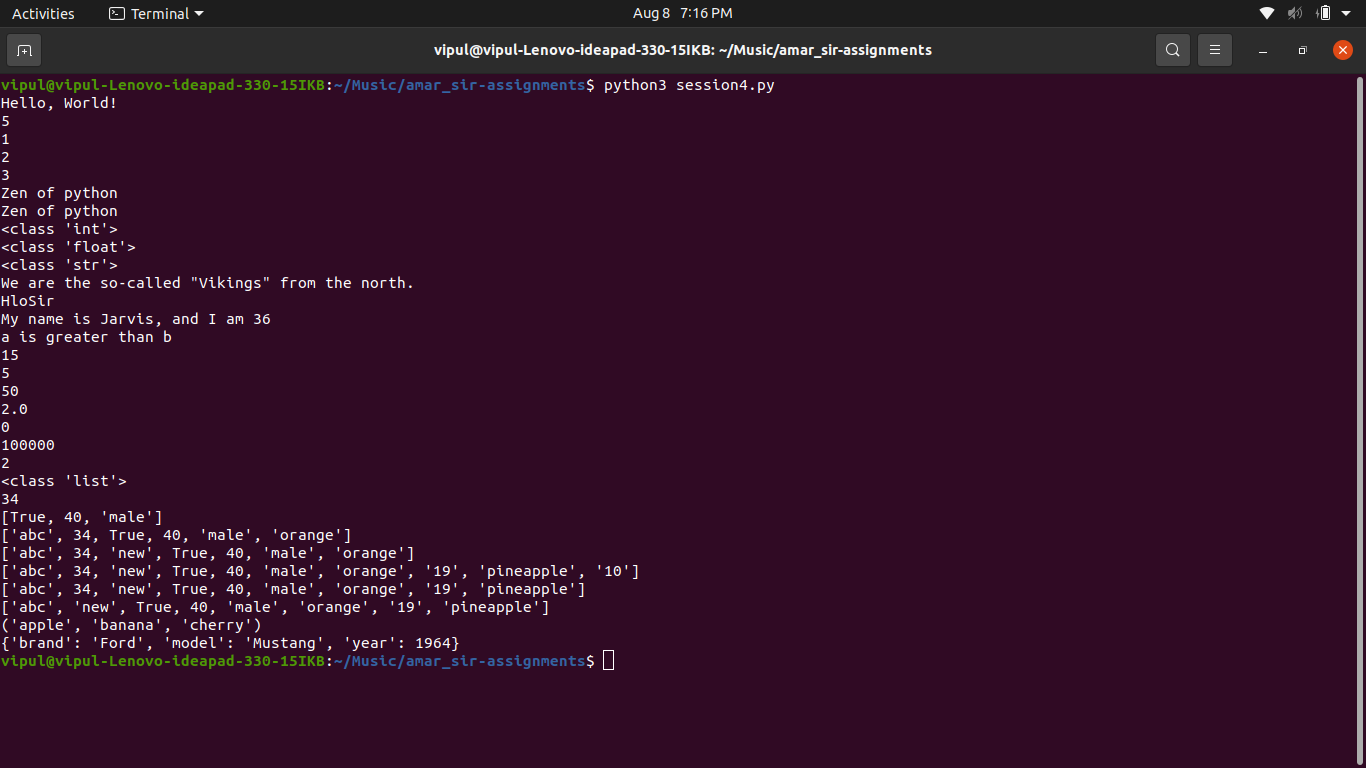 Activities Terminal Aug 8 7:16 PM
vipul@vipul-Lenovo-ideapad-330-15IKB: ~/Music/amar_sir-assignments
vipul@vipul-Lenovo-ideapad-330-15IKB:~/Music/amar_sir-assignments$ python3 session4.py
Hello, World!
5
1
2
3
Zen of python
Zen of python
<class 'int'>
<class 'float'>
<class 'str'>
We are the so-called "Vikings" from the north.
HloSir
My name is Jarvis, and I am 36
a is greater than b
15
5
50
2.0
0
100000
2
<class 'list'>
34
[True, 40, 'male']
['abc', 34, True, 40, 'male', 'orange']
['abc', 34, 'new', True, 40, 'male', 'orange']
['abc', 34, 'new', True, 40, 'male', 'orange', '19', 'pineapple', '10']
['abc', 34, 'new', True, 40, 'male', 'orange', '19', 'pineapple']
['abc', 'new', True, 40, 'male', 'orange', '19', 'pineapple']
('apple', 'banana', 'cherry')
{'brand': 'Ford', 'model': 'Mustang', 'year': 1964}
vipul@vipul-Lenovo-ideapad-330-15IKB:~/Music/amar_sir-assignments$